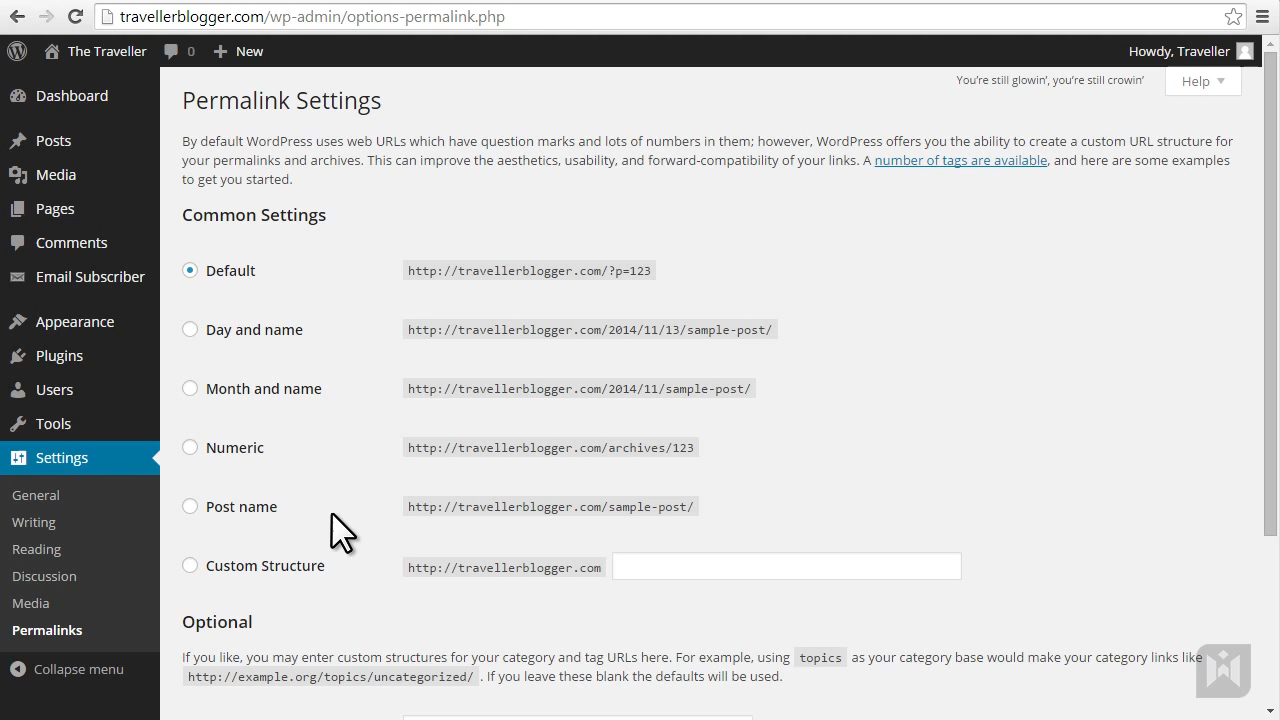 travellerblogger.com/wp-admin/options-permalink.php
The Traveller
0
New
Howdy, Traveller
You're still glowin', you're still crowin'
Help
Dashboard
Posts
Media
Pages
Comments
Email Subscriber
Appearance
Plugins
Users
Tools
Settings
General
Writing
Reading
Discussion
Media
Permalinks
Collapse menu
Permalink Settings
By default WordPress uses web URLs which have question marks and lots of numbers in them; however, WordPress offers you the ability to create a custom URL structure for
your permalinks and archives. This can improve the aesthetics, usability, and forward-compatibility of your links. A number of tags are available, and here are some examples
to get you started.
Common Settings
Default http://travellerblogger.com/?p=123
Day and name http://travellerblogger.com/2014/11/13/sample-post/
Month and name http://travellerblogger.com/2014/11/sample-post/
Numeric http://travellerblogger.com/archives/123
Post name http://travellerblogger.com/sample-post/
Custom Structure http://travellerblogger.com
Optional
If you like, you may enter custom structures for your category and tag URLs here. For example, using topics as your category base would make your category links like
http://example.org/topics/uncategorized/ . If you leave these blank the defaults will be used.